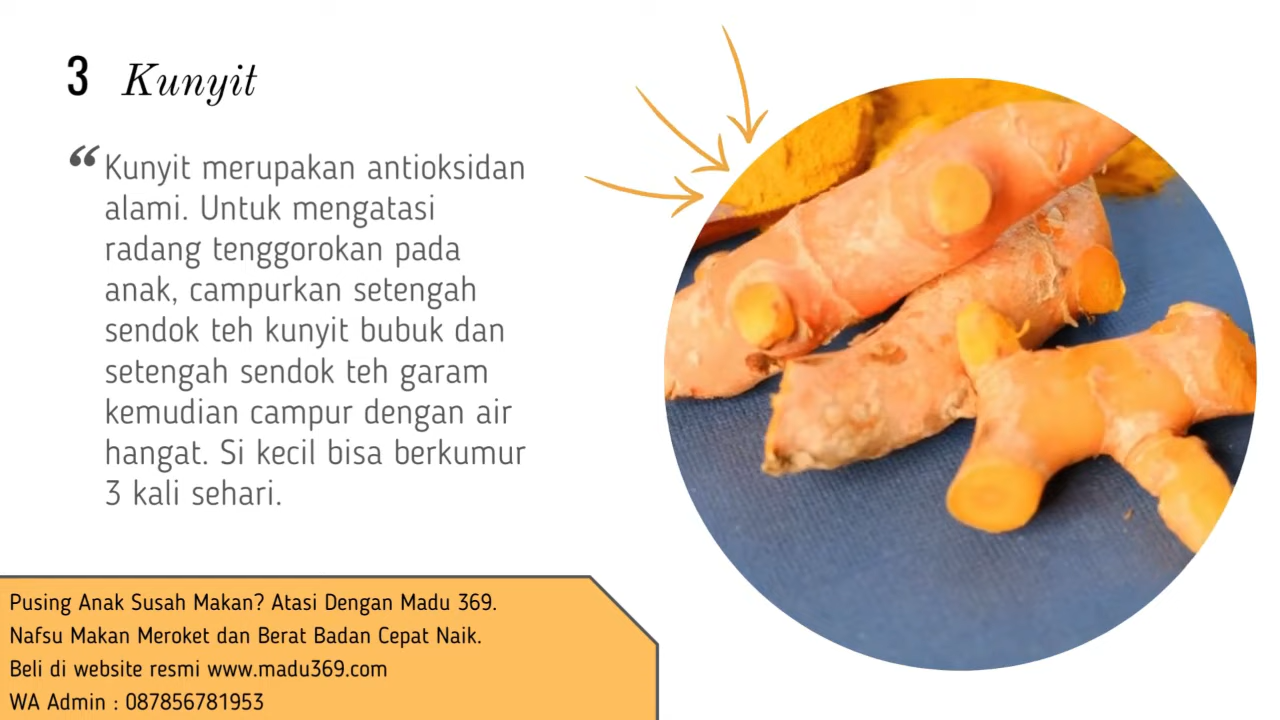 3 Kunyit
“Kunyit merupakan antioksidan
alami. Untuk mengatasi
radang tenggorokan pada
anak, campurkan setengah
sendok teh kunyit bubuk dan
setengah sendok teh garam
kemudian campur dengan air
hangat. Si kecil bisa berkumur
3 kali sehari.
Pusing Anak Susah Makan? Atasi Dengan Madu 369.
Nafsu Makan Meroket dan Berat Badan Cepat Naik.
Beli di website resmi www.madu369.com
WA Admin : 087856781953